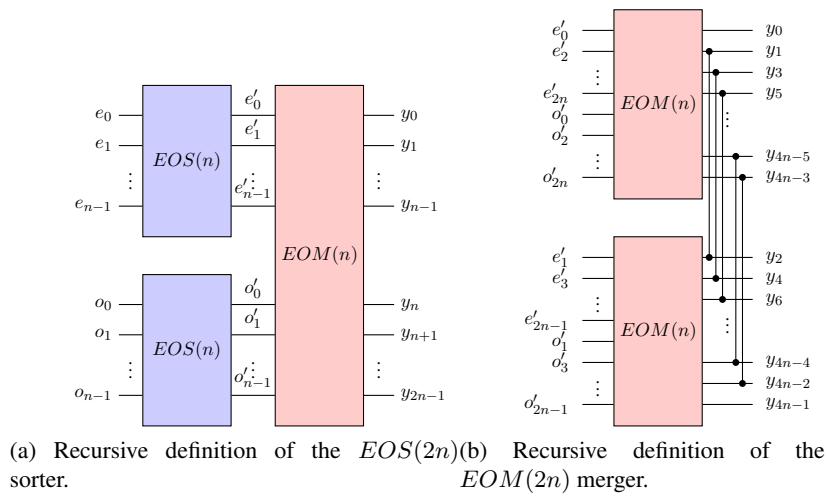 e₀
e₁
⋮
eₙ₋₁
EOS(n)
e′₀
e′₁
⋮
e′ₙ₋₁
o₀
o₁
⋮
oₙ₋₁
EOS(n)
o′₀
o′₁
⋮
o′ₙ₋₁
EOM(n)
y₀
y₁
⋮
yₙ₋₁
yₙ
yₙ₊₁
⋮
y₂ₙ₋₁
(a) Recursive definition of the EOS(2n)
sorter.
e′₀
e′₂
⋮
e′₂ₙ
o′₀
o′₂
⋮
o′₂ₙ
EOM(n)
y₀
y₁
y₃
y₅
⋮
y₄ₙ₋₅
y₄ₙ₋₃
e′₁
e′₃
⋮
e′₂ₙ₋₁
o′₁
o′₃
⋮
o′₂ₙ₋₁
EOM(n)
y₂
y₄
y₆
⋮
y₄ₙ₋₄
y₄ₙ₋₂
y₄ₙ₋₁
(b) Recursive definition of the
EOM(2n) merger.